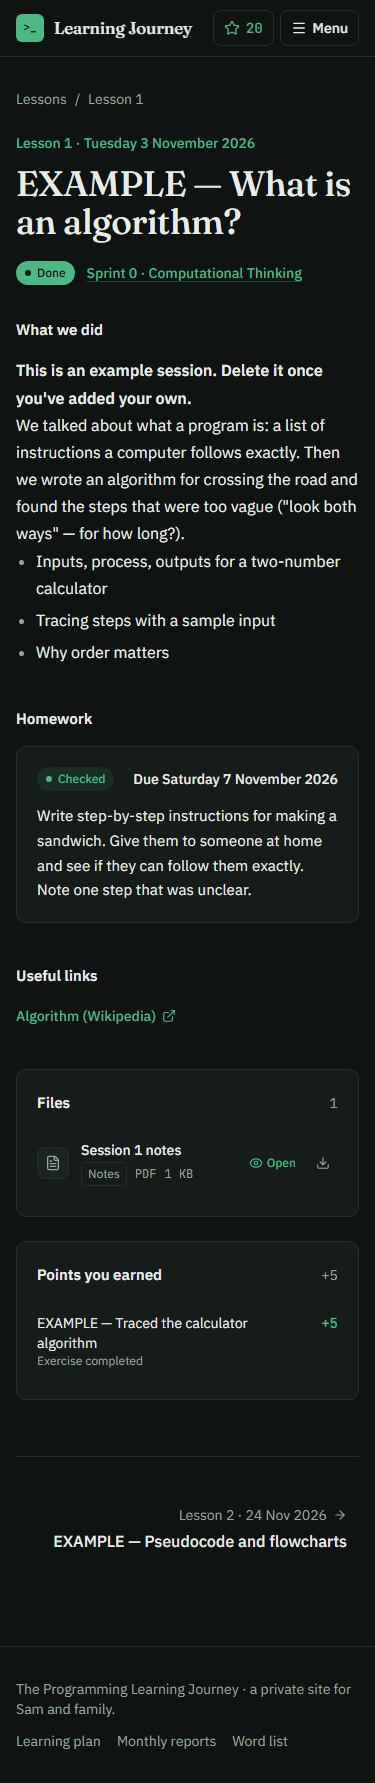 >_ Learning Journey 20 Menu
Lessons / Lesson 1
Lesson 1 · Tuesday 3 November 2026
EXAMPLE — What is
an algorithm?
Done Sprint 0 · Computational Thinking
What we did
This is an example session. Delete it once
you've added your own.
We talked about what a program is: a list of
instructions a computer follows exactly. Then
we wrote an algorithm for crossing the road and
found the steps that were too vague ("look both
ways" — for how long?).
• Inputs, process, outputs for a two-number
calculator
• Tracing steps with a sample input
• Why order matters
Homework
Checked Due Saturday 7 November 2026
Write step-by-step instructions for making a
sandwich. Give them to someone at home
and see if they can follow them exactly.
Note one step that was unclear.
Useful links
Algorithm (Wikipedia)
Files 1
Session 1 notes
Notes PDF 1 KB Open
Points you earned +5
EXAMPLE — Traced the calculator +5
algorithm
Exercise completed
Lesson 2 · 24 Nov 2026 →
EXAMPLE — Pseudocode and flowcharts
The Programming Learning Journey · a private site for
Sam and family.
Learning plan Monthly reports Word list